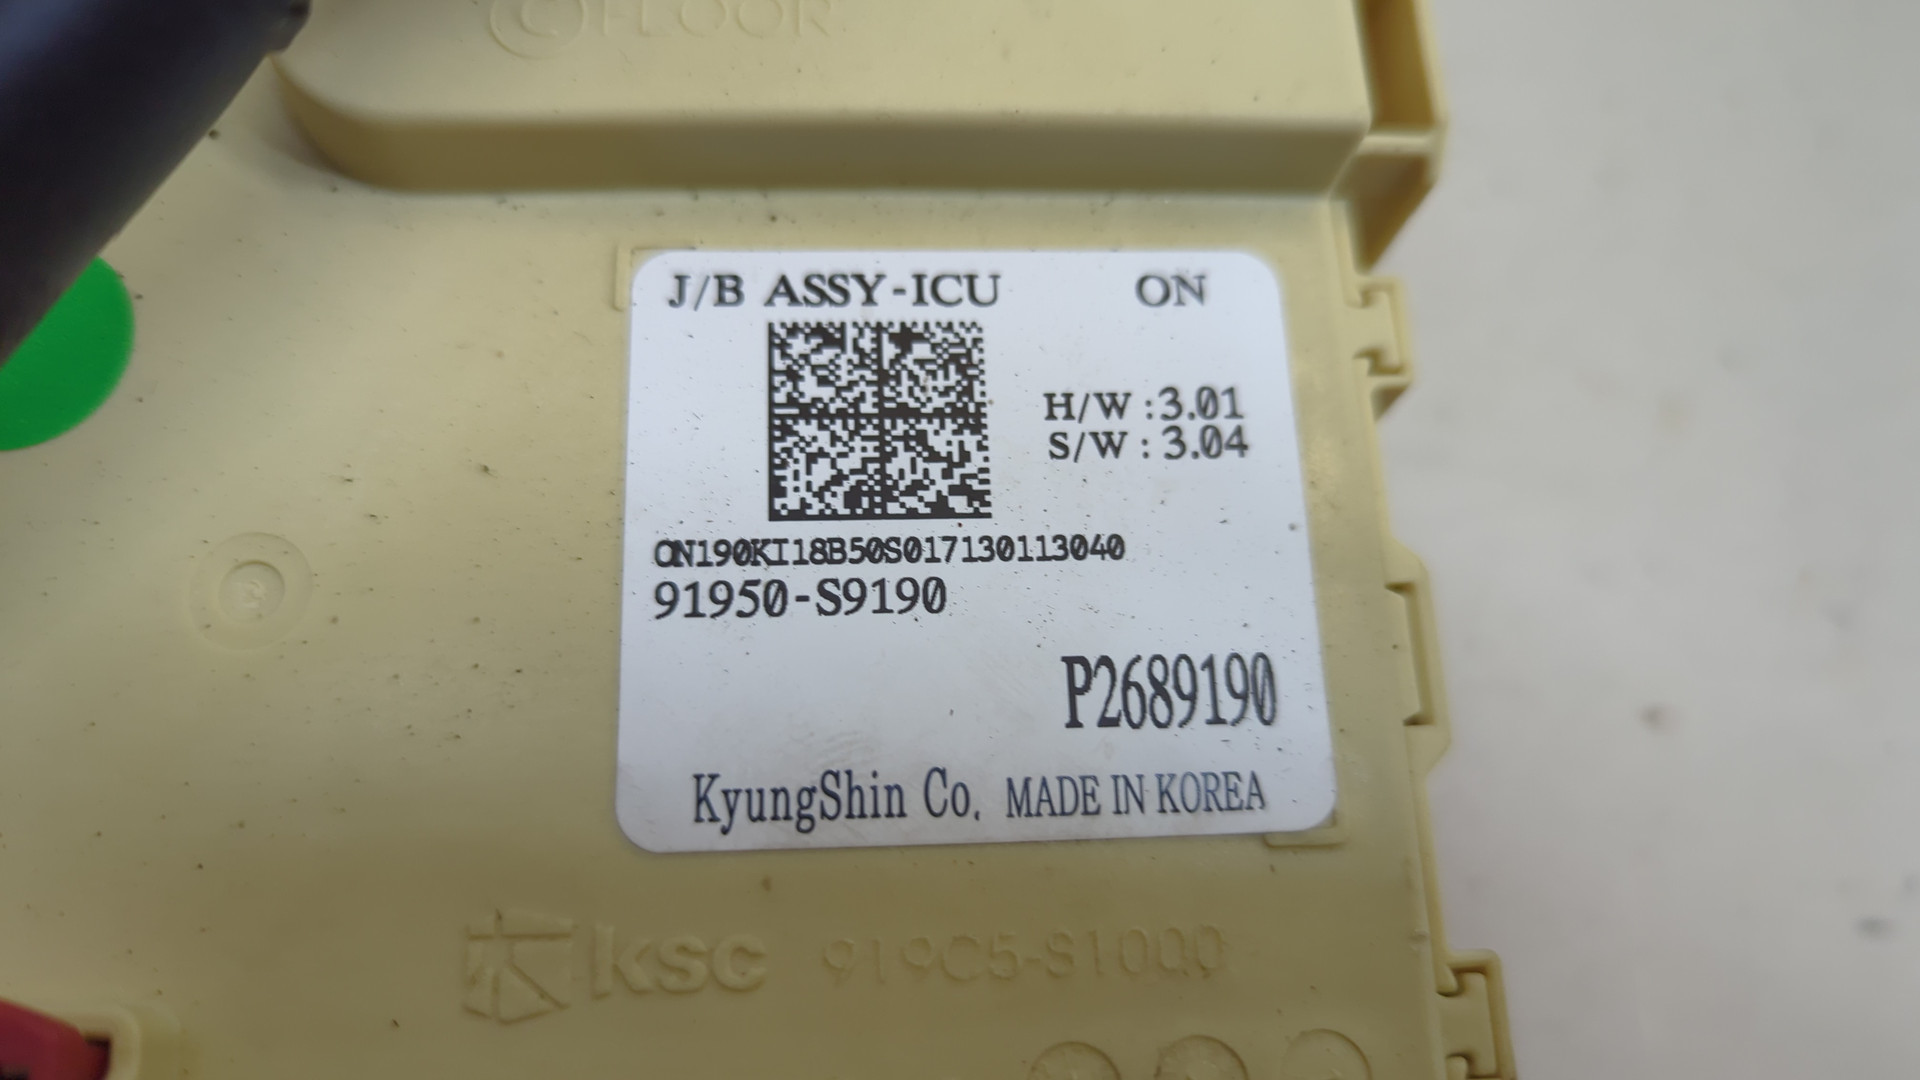 C FLOOR
J/B ASSY-ICU ON
H/W :3.01
S/W : 3.04
ON190KI18B50S017130113040
91950-S9190
P2689190
KyungShin Co. MADE IN KOREA
KSC 919C5-S1000